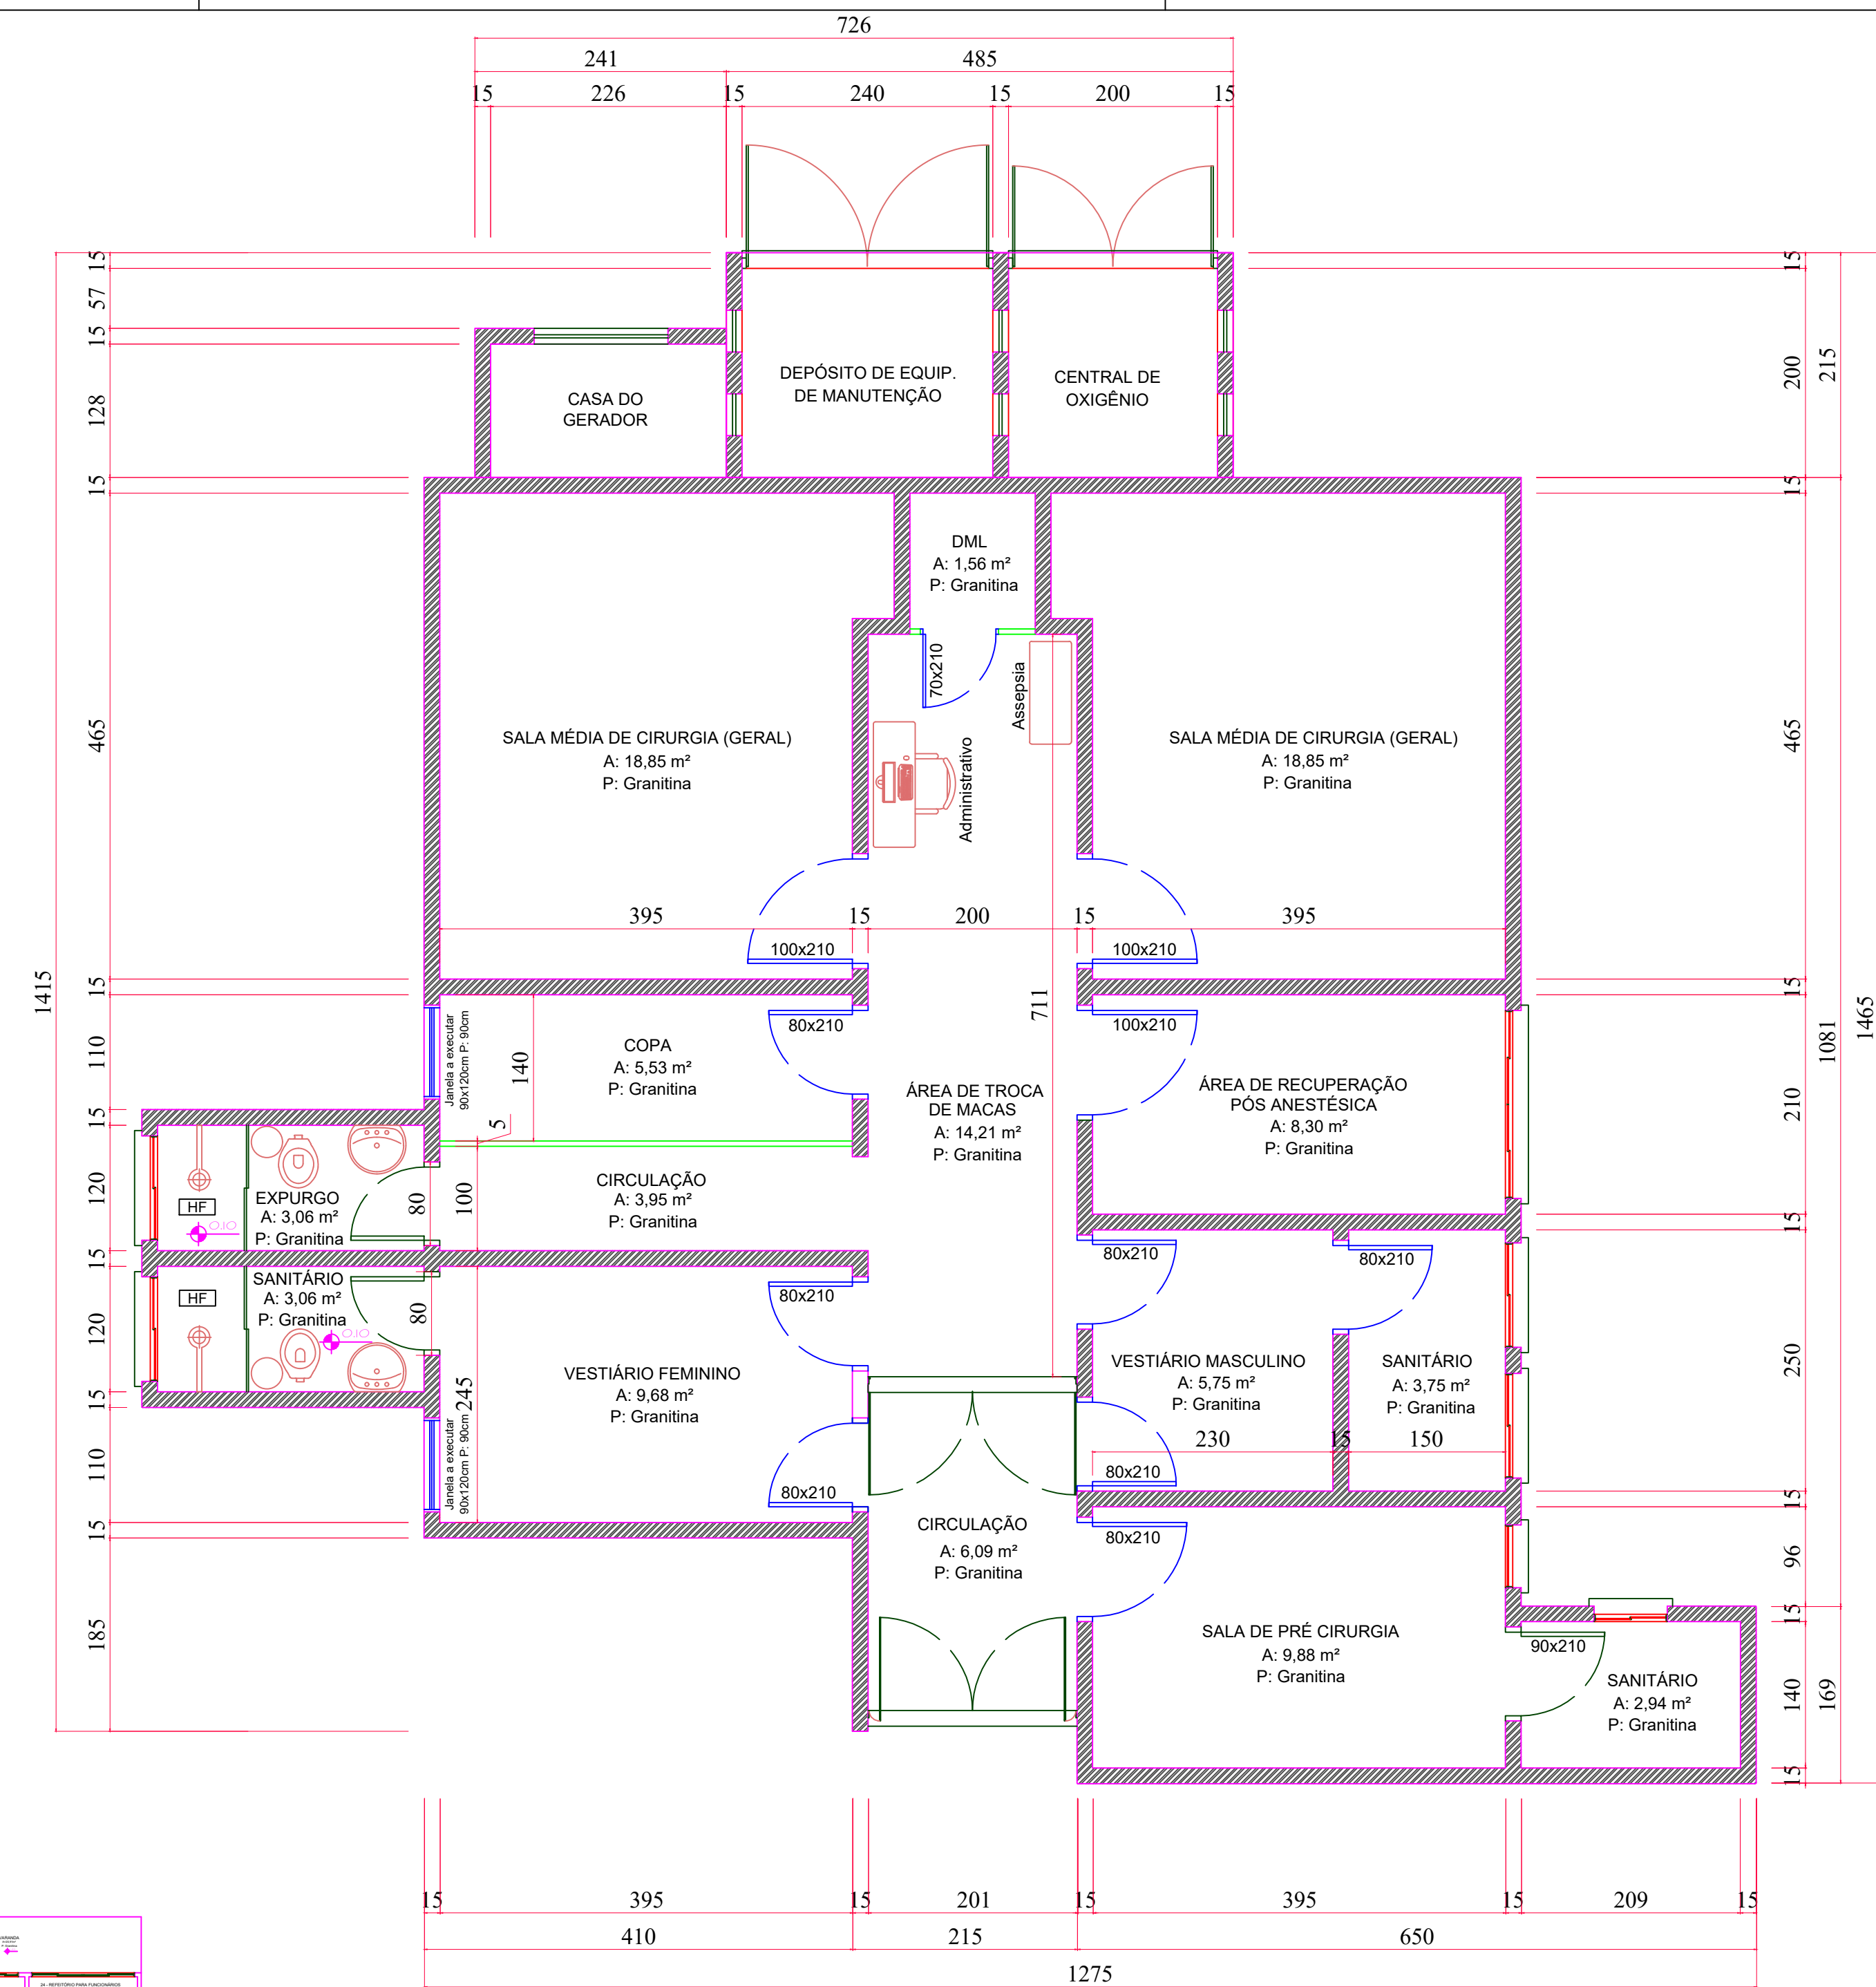 726
241 485
15 226 15 240 15 200 15
15
57
15
128
15
465
15
110
15
120
15
120
15
110
15
185
1415
15
200
215
15
465
15
210
15
250
15
96
15
140
15
1081
169
1465
CASA DO
GERADOR
DEPÓSITO DE EQUIP.
DE MANUTENÇÃO
CENTRAL DE
OXIGÊNIO
DML
A: 1,56 m²
P: Granitina
70x210
Assepsia
Administrativo
SALA MÉDIA DE CIRURGIA (GERAL)
A: 18,85 m²
P: Granitina
SALA MÉDIA DE CIRURGIA (GERAL)
A: 18,85 m²
P: Granitina
395 15 200 15 395
100x210
100x210
711
Janela a executar
90x120cm P: 90cm
140
5
COPA
A: 5,53 m²
P: Granitina
80x210
100x210
ÁREA DE TROCA
DE MACAS
A: 14,21 m²
P: Granitina
ÁREA DE RECUPERAÇÃO
PÓS ANESTÉSICA
A: 8,30 m²
P: Granitina
HF
EXPURGO
A: 3,06 m²
P: Granitina
0.10
80
100
CIRCULAÇÃO
A: 3,95 m²
P: Granitina
HF
SANITÁRIO
A: 3,06 m²
P: Granitina
0.10
80
245
80x210
80x210
80x210
VESTIÁRIO FEMININO
A: 9,68 m²
P: Granitina
VESTIÁRIO MASCULINO
A: 5,75 m²
P: Granitina
SANITÁRIO
A: 3,75 m²
P: Granitina
230 15 150
Janela a executar
90x120cm P: 90cm
80x210
80x210
80x210
CIRCULAÇÃO
A: 6,09 m²
P: Granitina
SALA DE PRÉ CIRURGIA
A: 9,88 m²
P: Granitina
90x210
SANITÁRIO
A: 2,94 m²
P: Granitina
15 395 15 201 15 395 15 209 15
410 215 650
1275
24 - REFEITÓRIO PARA FUNCIONÁRIOS